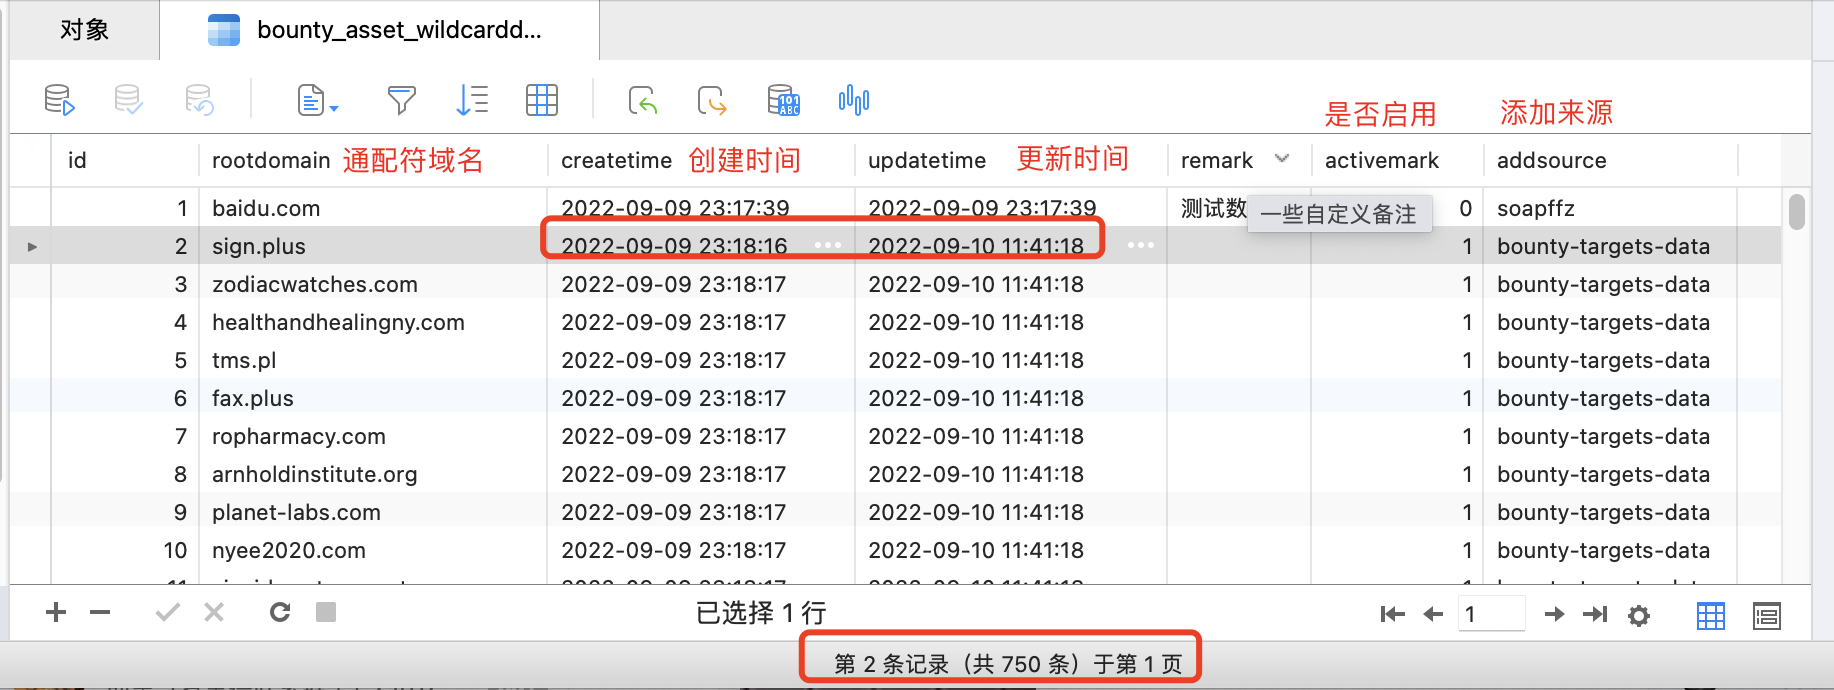 对象 bounty_asset_wildcardd...
是否启用 添加来源
id rootdomain 通配符域名 createtime 创建时间 updatetime 更新时间 remark activemark addsource
1 baidu.com 2022-09-09 23:17:39 2022-09-09 23:17:39 测试数 一些自定义备注 0 soapffz
2 sign.plus 2022-09-09 23:18:16 ••• 2022-09-10 11:41:18 ••• 1 bounty-targets-data
3 zodiacwatches.com 2022-09-09 23:18:17 2022-09-10 11:41:18 1 bounty-targets-data
4 healthandhealingny.com 2022-09-09 23:18:17 2022-09-10 11:41:18 1 bounty-targets-data
5 tms.pl 2022-09-09 23:18:17 2022-09-10 11:41:18 1 bounty-targets-data
6 fax.plus 2022-09-09 23:18:17 2022-09-10 11:41:18 1 bounty-targets-data
7 ropharmacy.com 2022-09-09 23:18:17 2022-09-10 11:41:18 1 bounty-targets-data
8 arnholdinstitute.org 2022-09-09 23:18:17 2022-09-10 11:41:18 1 bounty-targets-data
9 planet-labs.com 2022-09-09 23:18:17 2022-09-10 11:41:18 1 bounty-targets-data
10 nyee2020.com 2022-09-09 23:18:17 2022-09-10 11:41:18 1 bounty-targets-data
已选择 1 行 1
第 2 条记录（共 750 条）于第 1 页